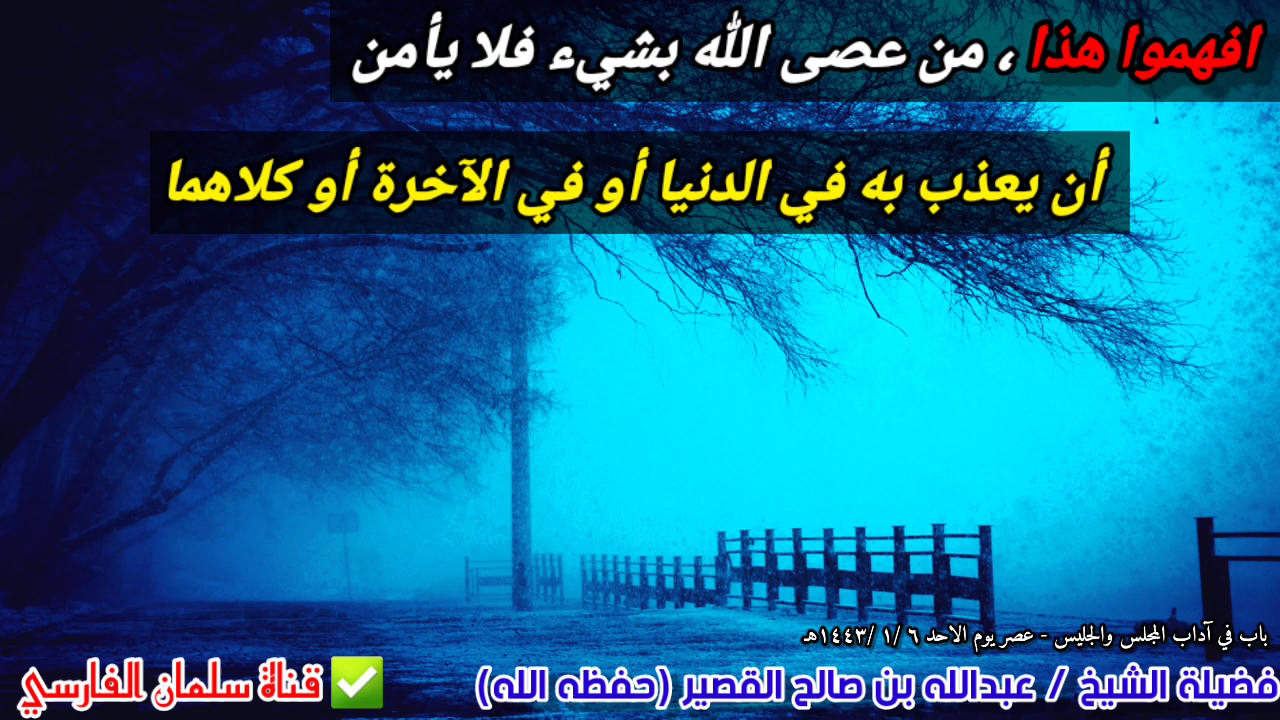 افهموا هذا ، من عصى الله بشيء فلا يأمن
أن يعذب به في الدنيا أو في الآخرة أو كلاهما
باب في آداب المجلس والجليس - عصر يوم الاحد ٦ /١ /١٤٤٣هـ
فضيلة الشيخ / عبدالله بن صالح القصير (حفظه الله) ✅ قناة سلمان الفارسي